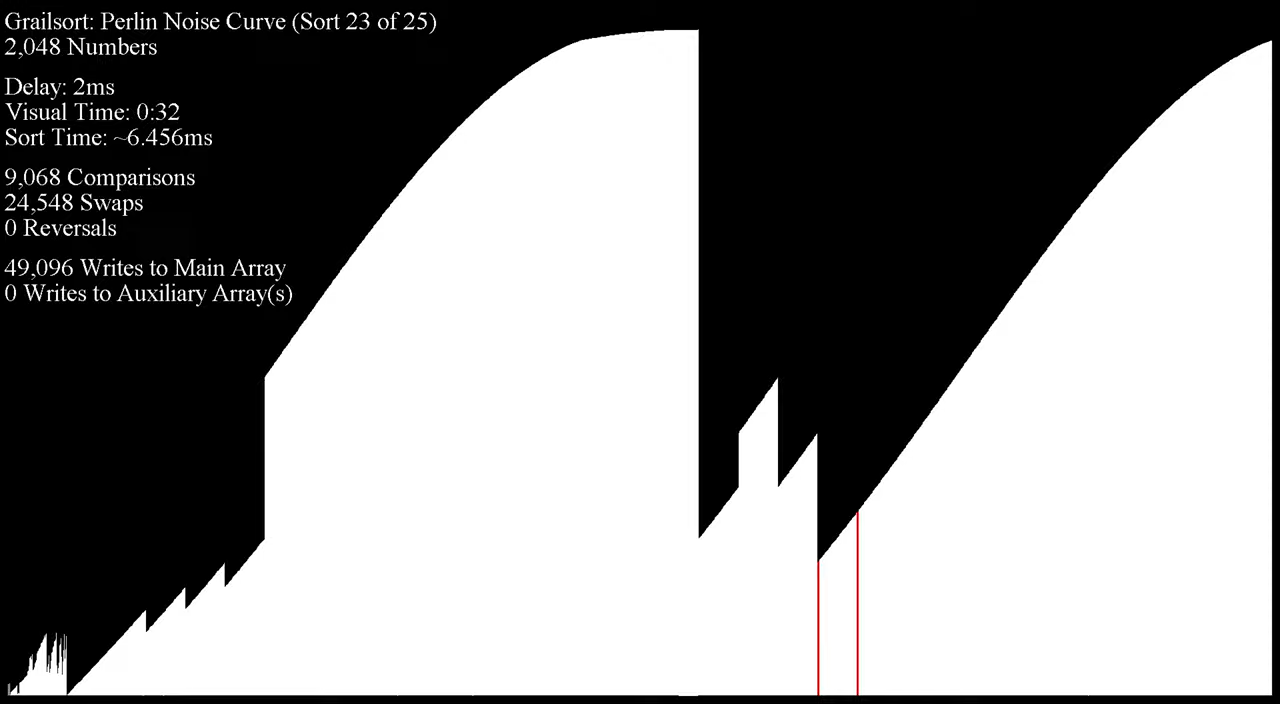 Grailsort: Perlin Noise Curve (Sort 23 of 25)
2,048 Numbers
Delay: 2ms
Visual Time: 0:32
Sort Time: ~6.456ms
9,068 Comparisons
24,548 Swaps
0 Reversals
49,096 Writes to Main Array
0 Writes to Auxiliary Array(s)